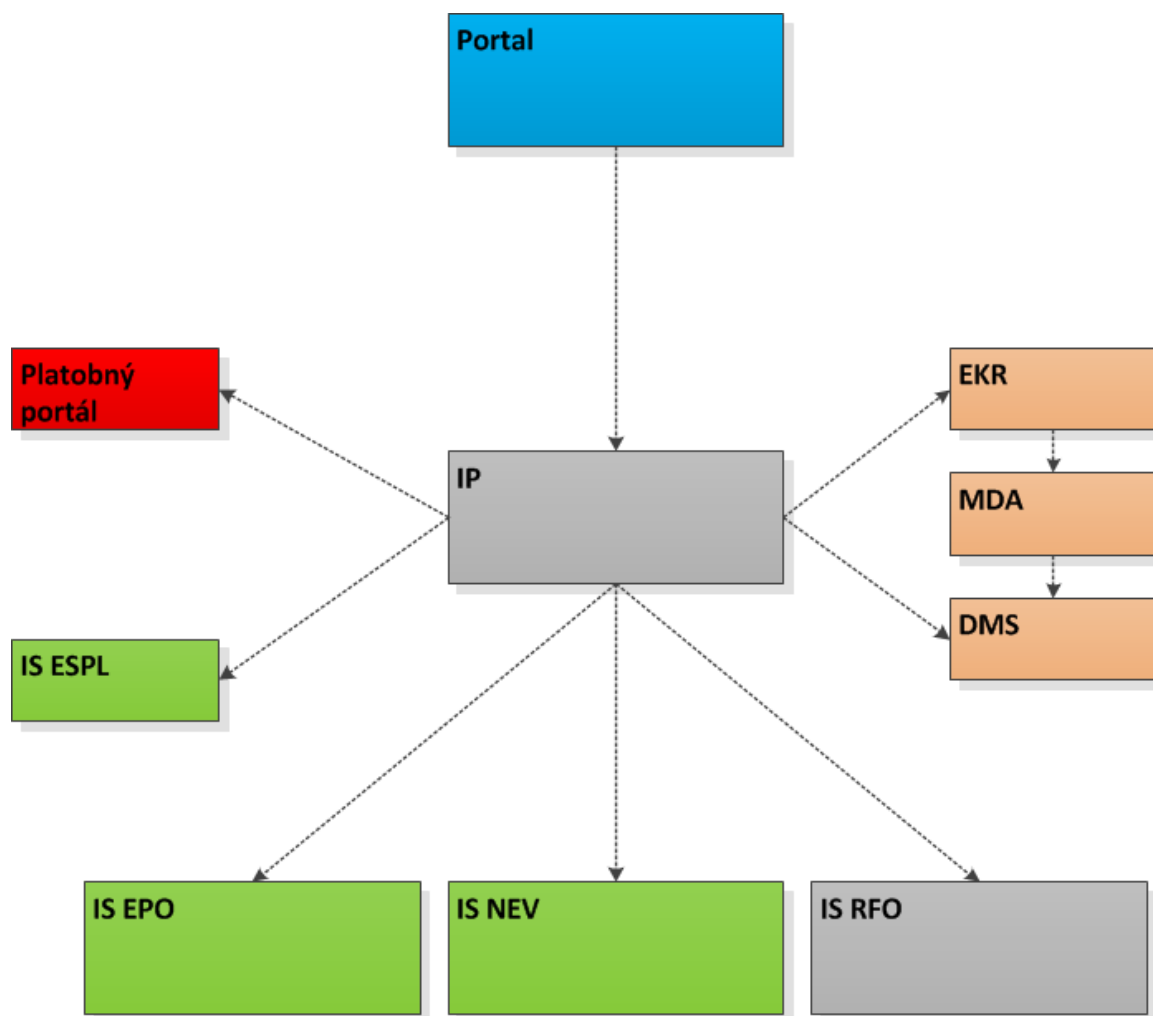 Portal
Platobný
portál
EKR
IP
MDA
DMS
IS ESPL
IS EPO
IS NEV
IS RFO